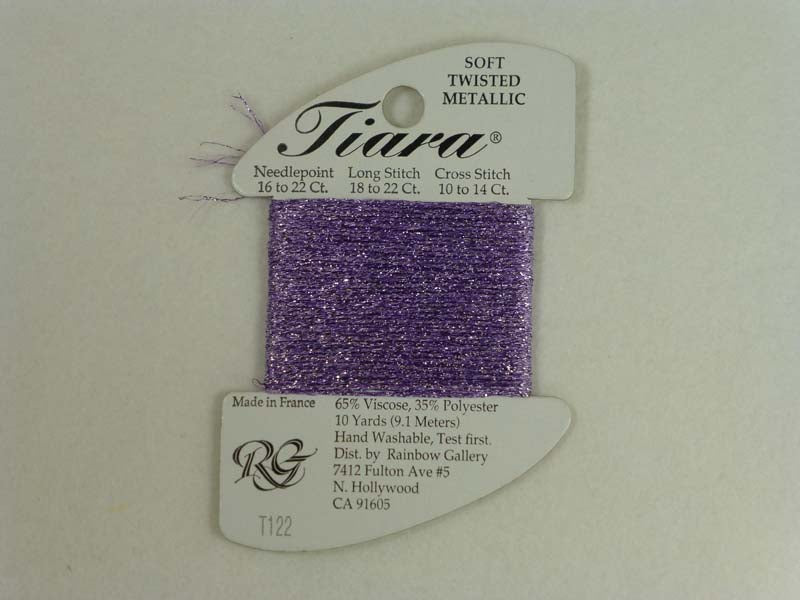 SOFT
TWISTED
METALLIC
Tiara®
Needlepoint Long Stitch Cross Stitch
16 to 22 Ct. 18 to 22 Ct. 10 to 14 Ct.
Made in France
65% Viscose, 35% Polyester
10 Yards (9.1 Meters)
Hand Washable, Test first.
Dist. by Rainbow Gallery
7412 Fulton Ave #5
N. Hollywood
CA 91605
RG
T122